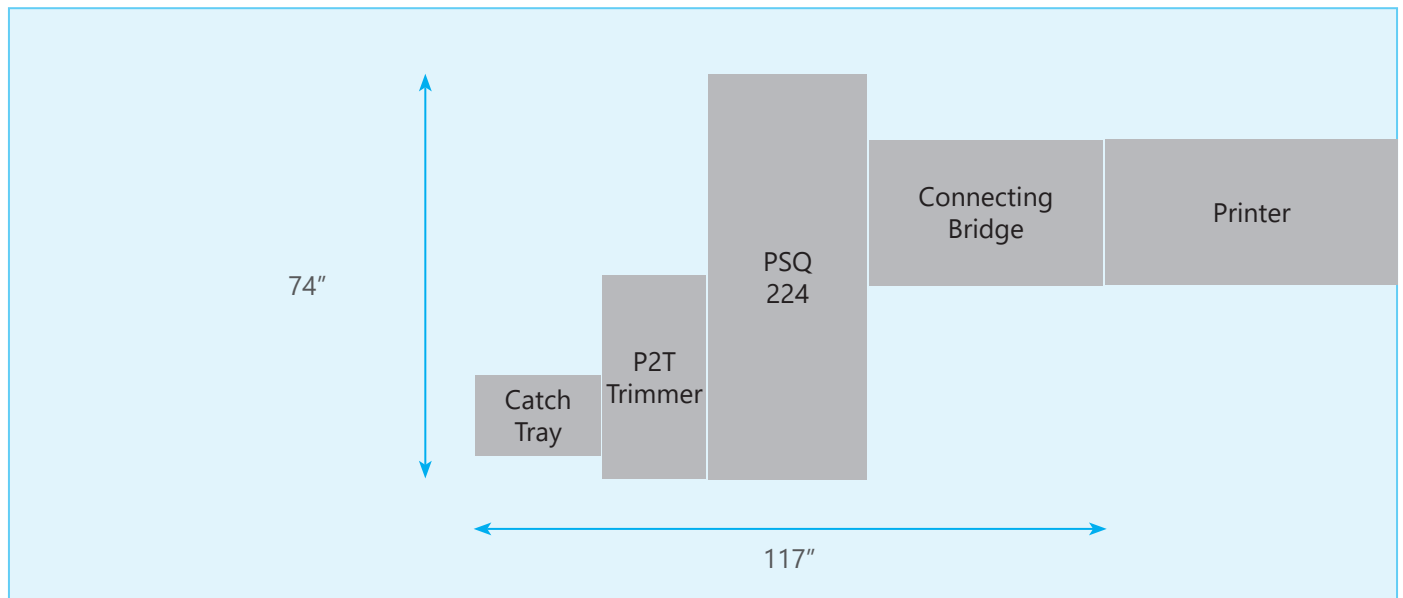 74”
Catch
Tray
P2T
Trimmer
PSQ
224
Connecting
Bridge
Printer
117”